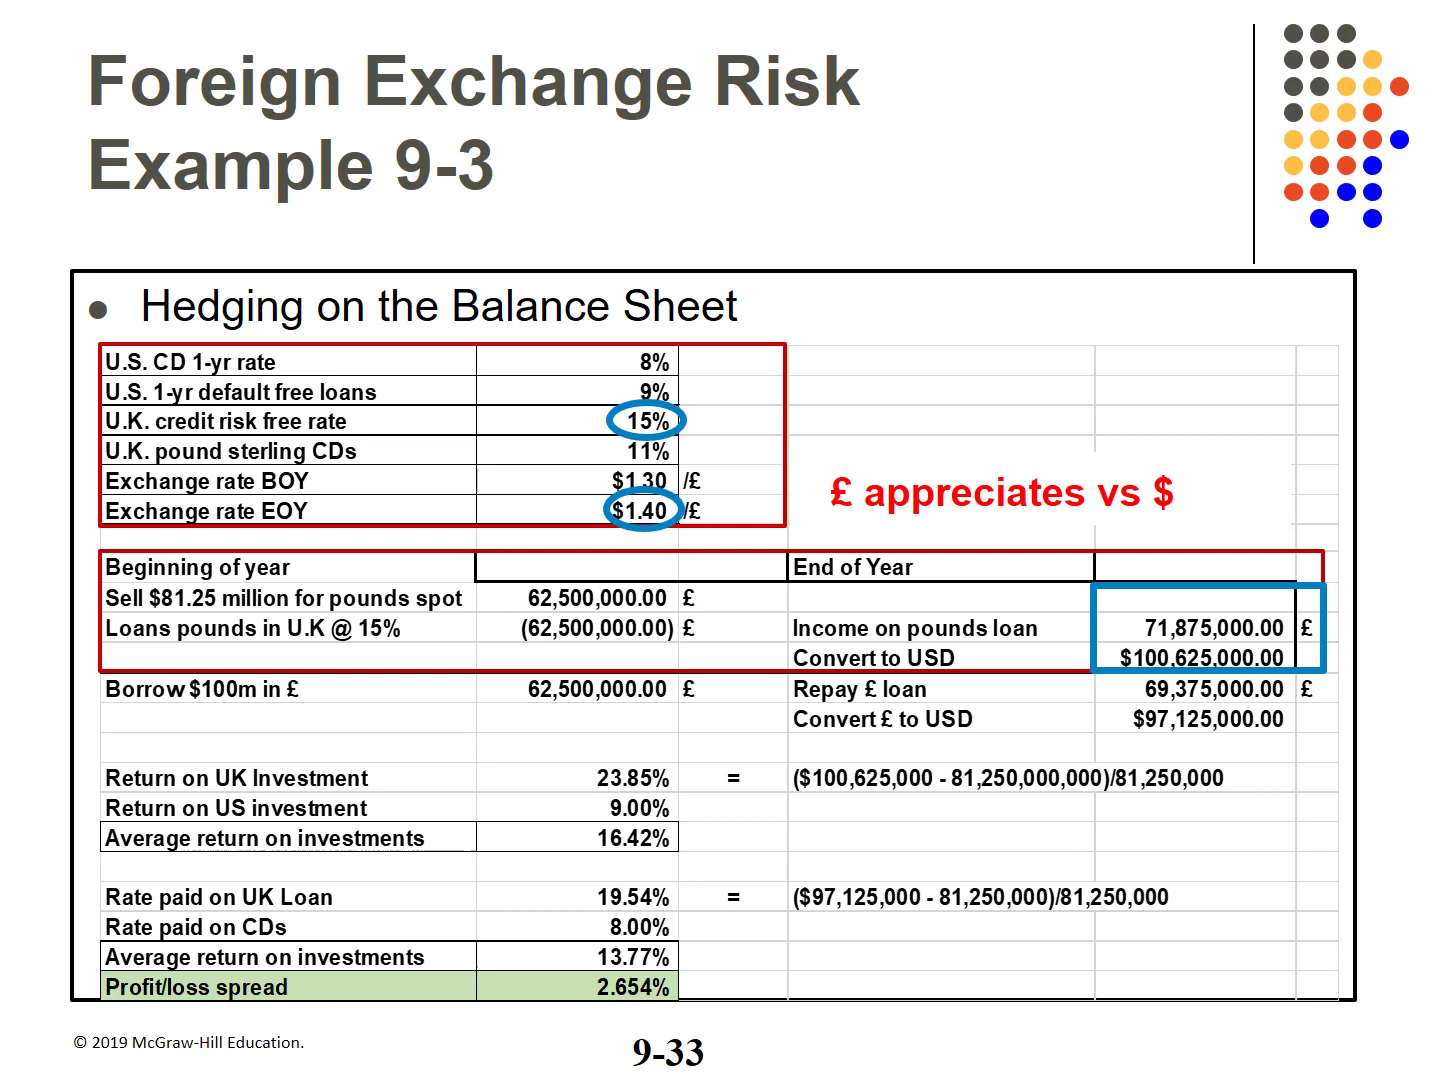 Foreign Exchange Risk
Example 9-3
● Hedging on the Balance Sheet
U.S. CD 1-yr rate 8%
U.S. 1-yr default free loans 9%
U.K. credit risk free rate 15%
U.K. pound sterling CDs 11%
Exchange rate BOY $1.30 /£
Exchange rate EOY $1.40 /£
£ appreciates vs $
Beginning of year End of Year
Sell $81.25 million for pounds spot 62,500,000.00 £
Loans pounds in U.K @ 15% (62,500,000.00) £ Income on pounds loan 71,875,000.00 £
Convert to USD $100,625,000.00
Borrow $100m in £ 62,500,000.00 £ Repay £ loan 69,375,000.00 £
Convert £ to USD $97,125,000.00
Return on UK Investment 23.85% = ($100,625,000 - 81,250,000,000)/81,250,000
Return on US investment 9.00%
Average return on investments 16.42%
Rate paid on UK Loan 19.54% = ($97,125,000 - 81,250,000)/81,250,000
Rate paid on CDs 8.00%
Average return on investments 13.77%
Profit/loss spread 2.654%
© 2019 McGraw-Hill Education.
9-33